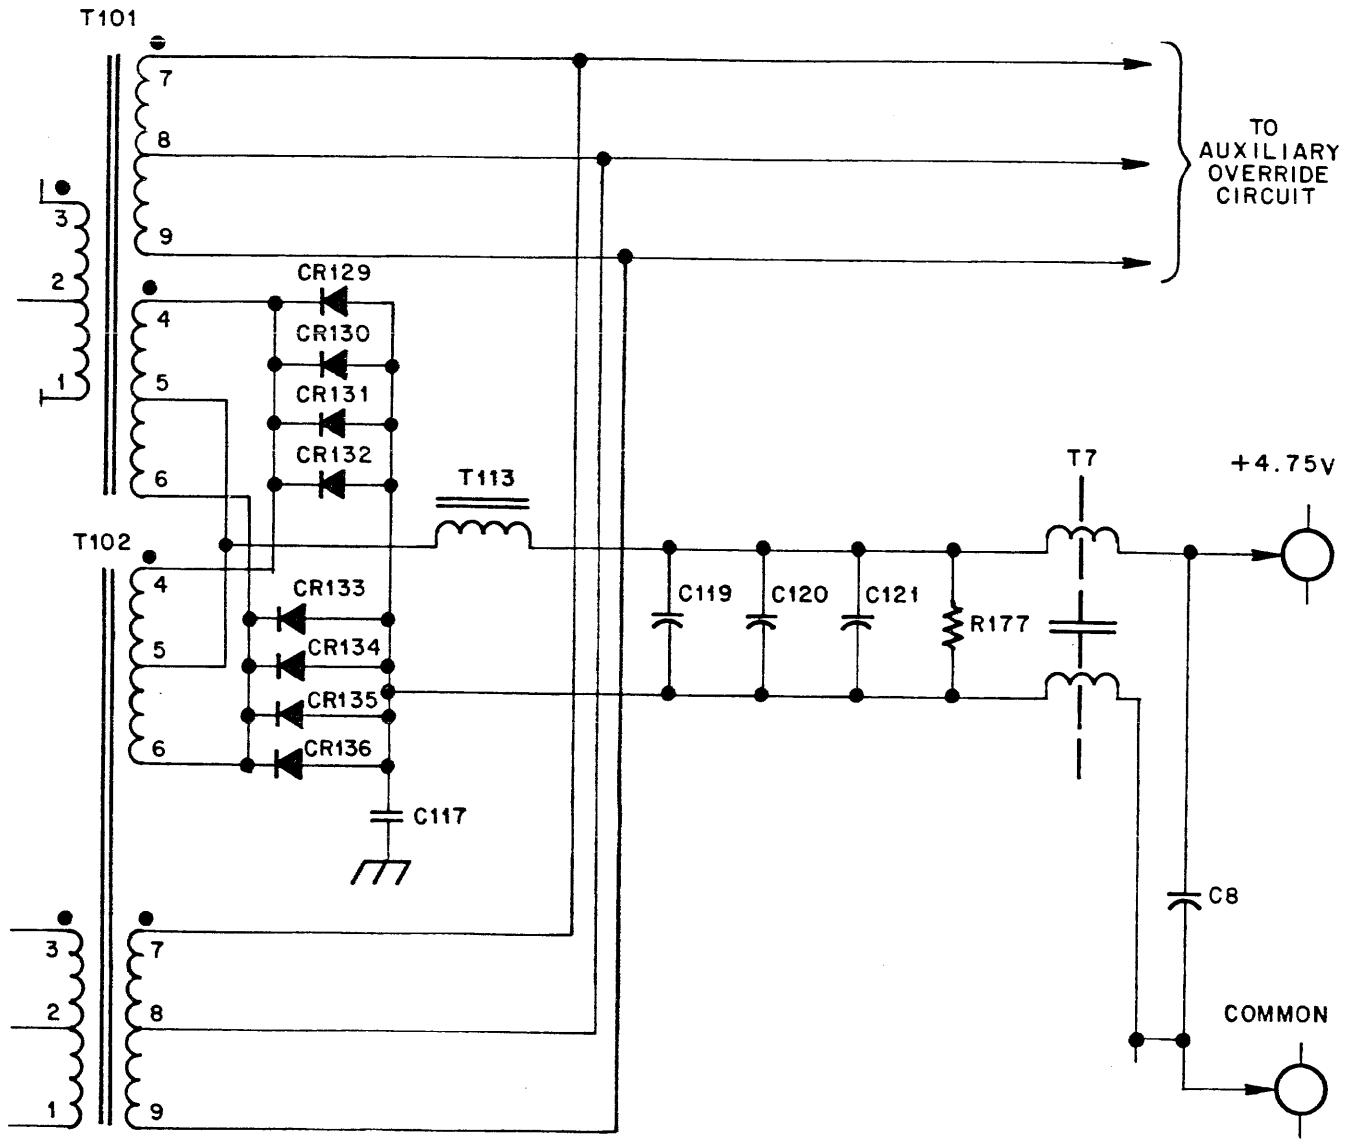 T101
7
8
9
TO
AUXILIARY
OVERRIDE
CIRCUIT
3
2
1
4
5
6
CR129
CR130
CR131
CR132
T113
T7
+4.75V
T102
4
5
6
CR133
CR134
CR135
CR136
C119
C120
C121
R177
C117
C8
3
2
1
7
8
9
COMMON